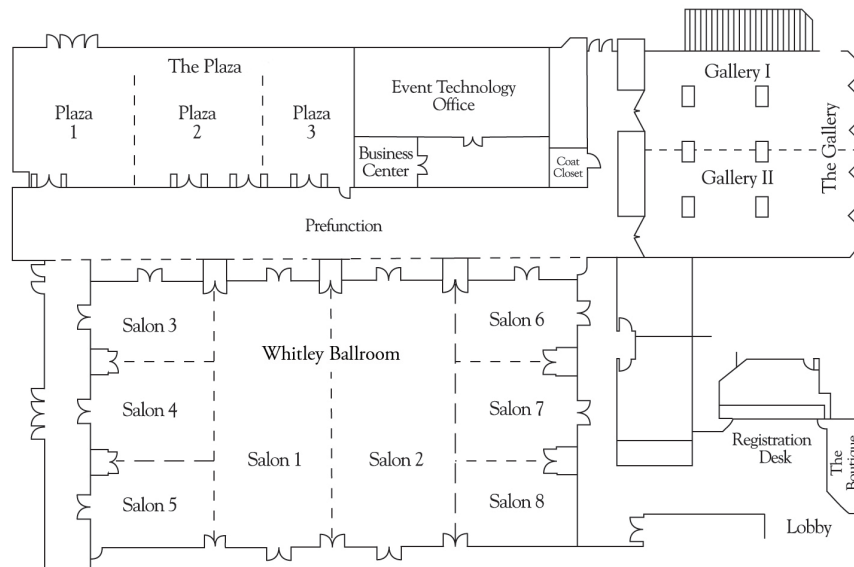 The Plaza
Plaza
1
Plaza
2
Plaza
3
Event Technology
Office
Business
Center
Coat
Closet
Gallery I
Gallery II
The Gallery
Prefunction
Salon 3
Salon 6
Whitley Ballroom
Salon 4
Salon 7
Salon 1
Salon 2
Salon 5
Salon 8
Registration
Desk
The
Boutique
Lobby